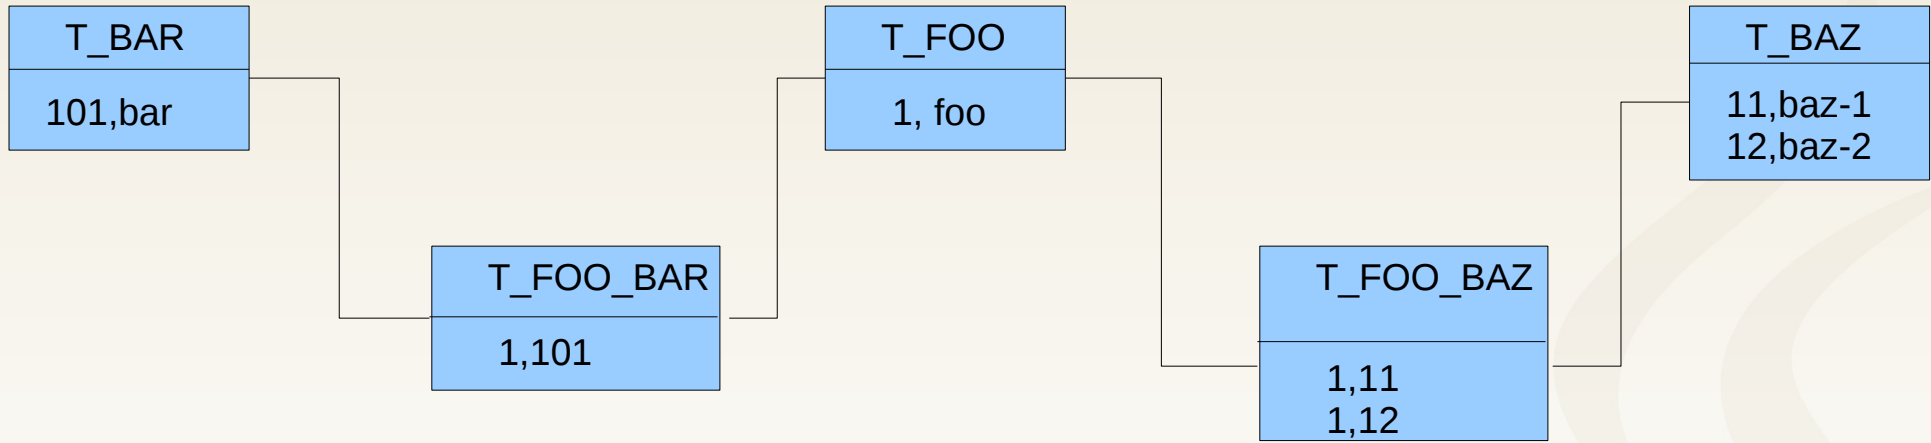 T_BAR
101,bar
T_FOO
1, foo
T_BAZ
11,baz-1
12,baz-2
T_FOO_BAR
1,101
T_FOO_BAZ
1,11
1,12